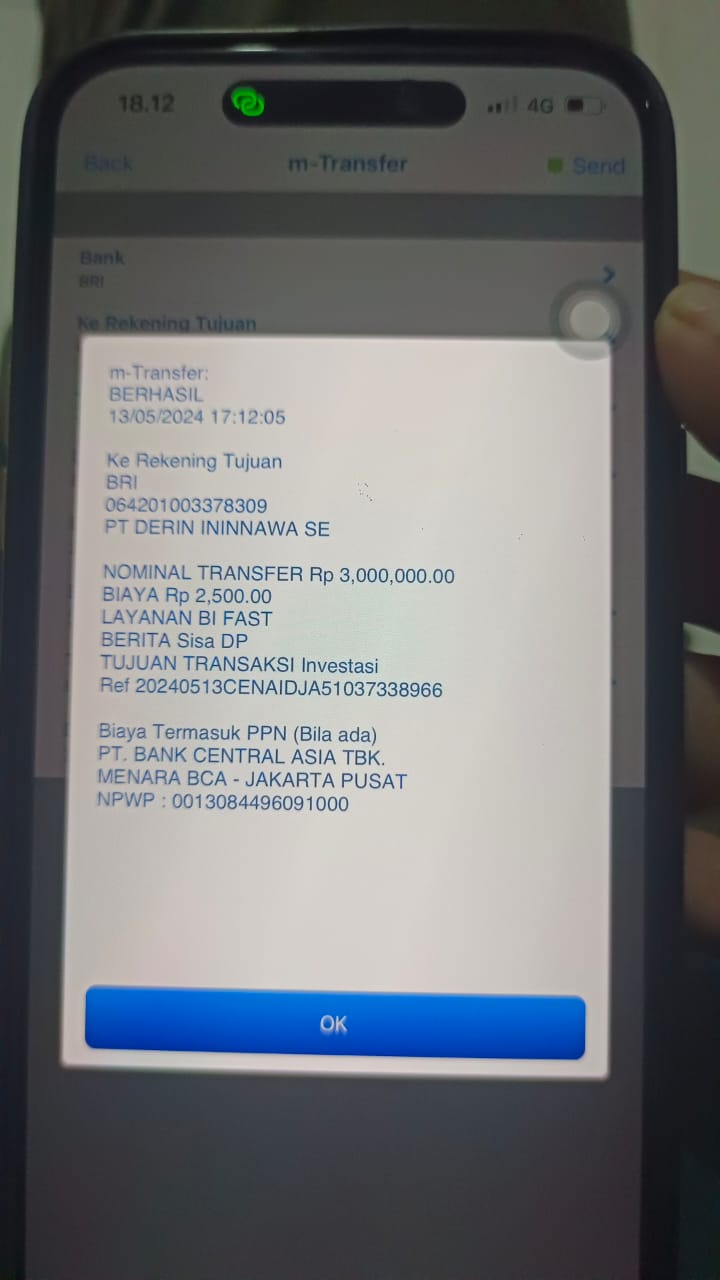 18.12
4G
Back
m-Transfer
Send
Bank
BRI
Ke Rekening Tujuan
m-Transfer:
BERHASIL
13/05/2024 17:12:05
Ke Rekening Tujuan
BRI
064201003378309
PT DERIN ININNAWA SE
NOMINAL TRANSFER Rp 3,000,000.00
BIAYA Rp 2,500.00
LAYANAN BI FAST
BERITA Sisa DP
TUJUAN TRANSAKSI Investasi
Ref 20240513CENAIDJA51037338966
Biaya Termasuk PPN (Bila ada)
PT. BANK CENTRAL ASIA TBK.
MENARA BCA - JAKARTA PUSAT
NPWP : 0013084496091000
OK